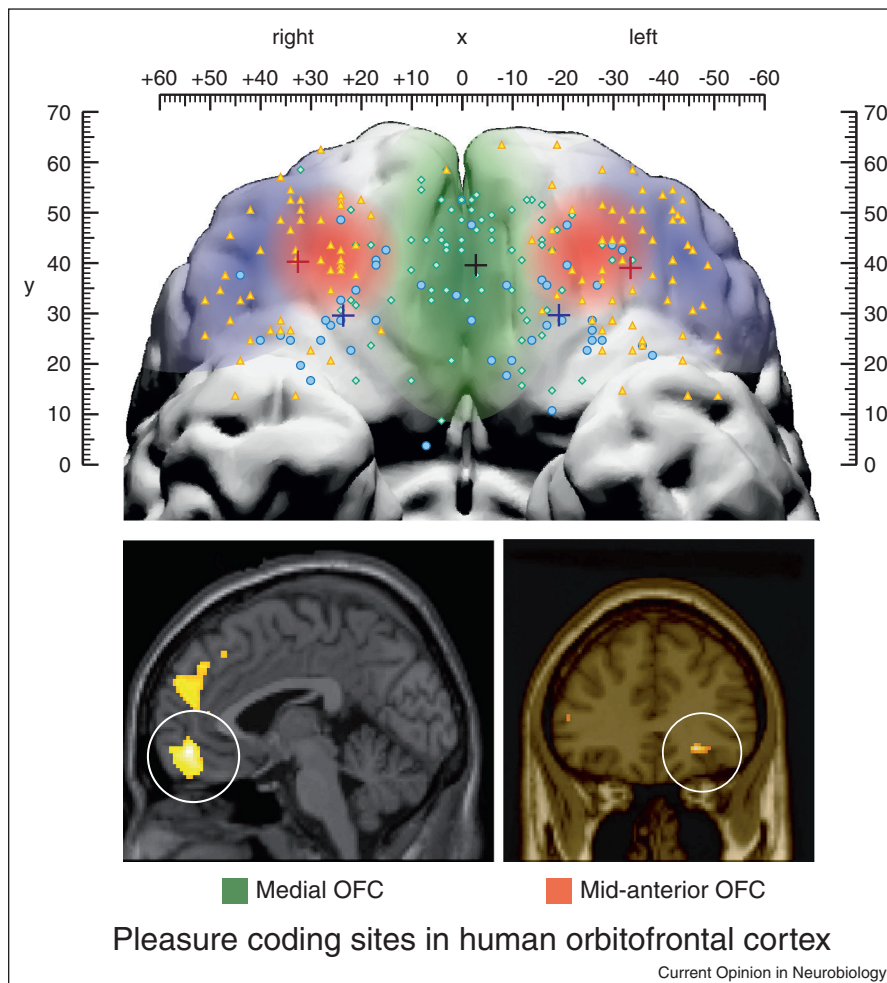 right x left
+60 +50 +40 +30 +20 +10 0 -10 -20 -30 -40 -50 -60
70 70
60 60
50 50
40 40
y
30 30
20 20
10 10
0 0
Medial OFC Mid-anterior OFC
Pleasure coding sites in human orbitofrontal cortex
Current Opinion in Neurobiology